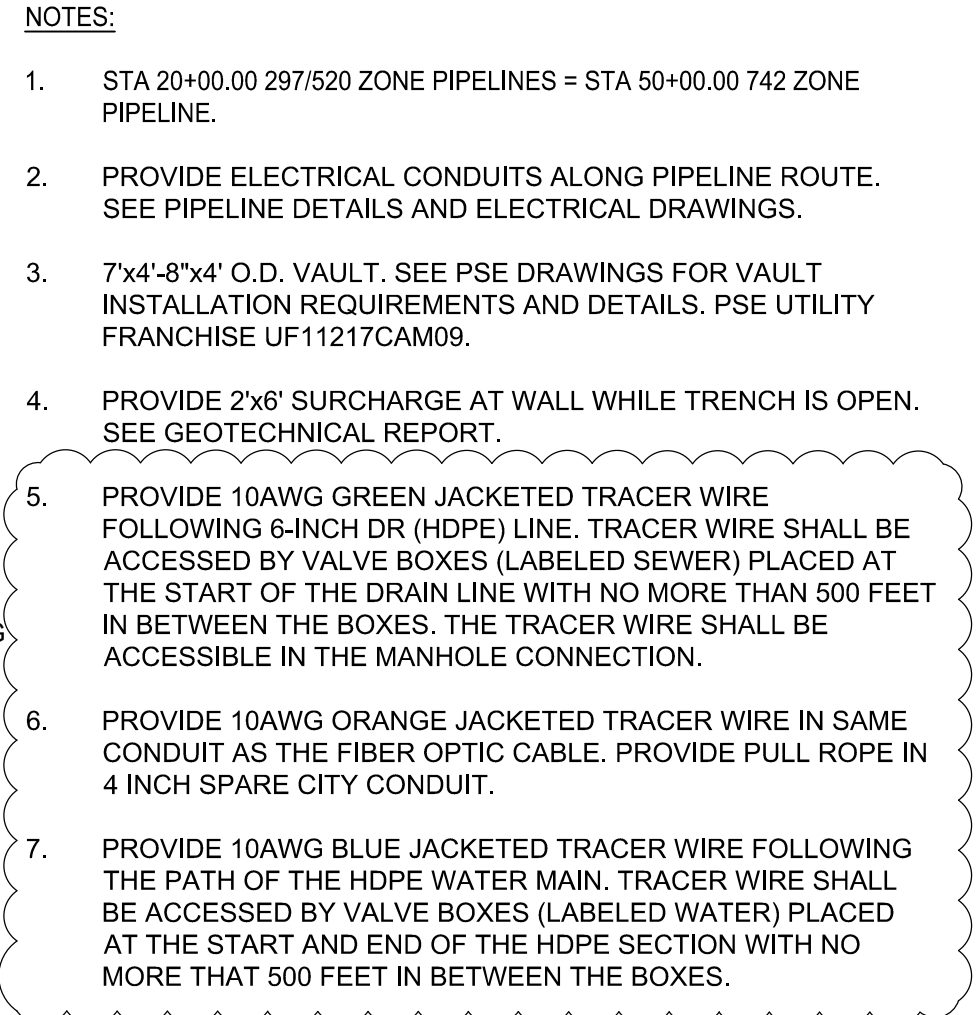 NOTES:
1. STA 20+00.00 297/520 ZONE PIPELINES = STA 50+00.00 742 ZONE
PIPELINE.
2. PROVIDE ELECTRICAL CONDUITS ALONG PIPELINE ROUTE.
SEE PIPELINE DETAILS AND ELECTRICAL DRAWINGS.
3. 7'x4'-8"x4' O.D. VAULT. SEE PSE DRAWINGS FOR VAULT
INSTALLATION REQUIREMENTS AND DETAILS. PSE UTILITY
FRANCHISE UF11217CAM09.
4. PROVIDE 2'x6' SURCHARGE AT WALL WHILE TRENCH IS OPEN.
SEE GEOTECHNICAL REPORT.
5. PROVIDE 10AWG GREEN JACKETED TRACER WIRE
FOLLOWING 6-INCH DR (HDPE) LINE. TRACER WIRE SHALL BE
ACCESSED BY VALVE BOXES (LABELED SEWER) PLACED AT
THE START OF THE DRAIN LINE WITH NO MORE THAN 500 FEET
IN BETWEEN THE BOXES. THE TRACER WIRE SHALL BE
ACCESSIBLE IN THE MANHOLE CONNECTION.
6. PROVIDE 10AWG ORANGE JACKETED TRACER WIRE IN SAME
CONDUIT AS THE FIBER OPTIC CABLE. PROVIDE PULL ROPE IN
4 INCH SPARE CITY CONDUIT.
7. PROVIDE 10AWG BLUE JACKETED TRACER WIRE FOLLOWING
THE PATH OF THE HDPE WATER MAIN. TRACER WIRE SHALL
BE ACCESSED BY VALVE BOXES (LABELED WATER) PLACED
AT THE START AND END OF THE HDPE SECTION WITH NO
MORE THAT 500 FEET IN BETWEEN THE BOXES.